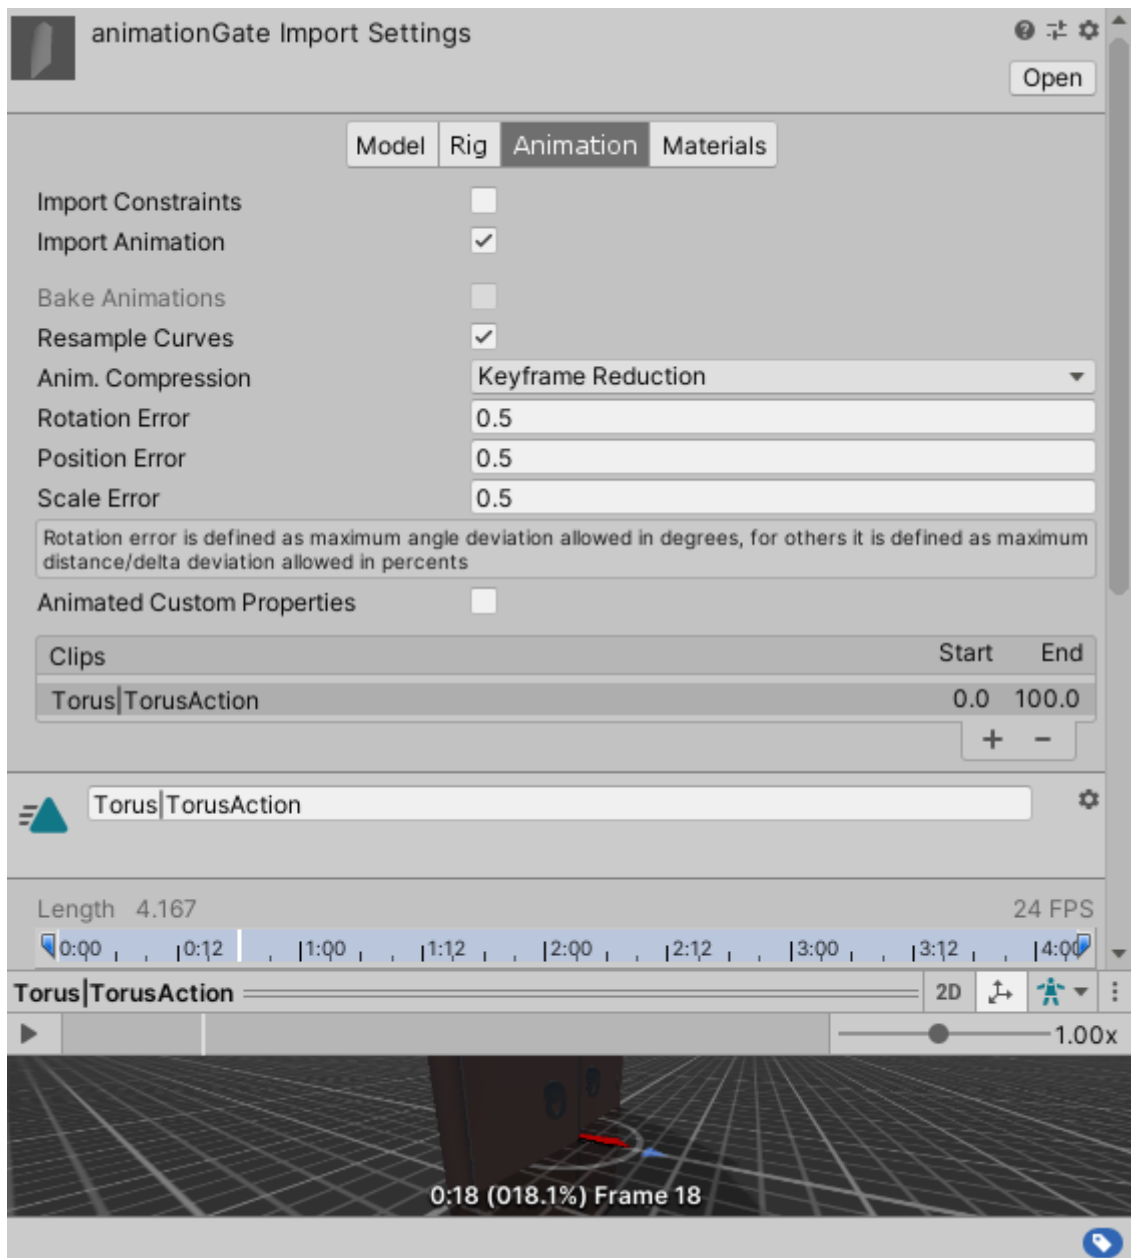 animationGate Import Settings
Open
Model Rig Animation Materials
Import Constraints
Import Animation
Bake Animations
Resample Curves
Anim. Compression Keyframe Reduction
Rotation Error 0.5
Position Error 0.5
Scale Error 0.5
Rotation error is defined as maximum angle deviation allowed in degrees, for others it is defined as maximum
distance/delta deviation allowed in percents
Animated Custom Properties
Clips Start End
Torus|TorusAction 0.0 100.0
Torus|TorusAction
Length 4.167 24 FPS
0:00 0:12 1:00 1:12 2:00 2:12 3:00 3:12 4:00
Torus|TorusAction 2D
1.00x
0:18 (018.1%) Frame 18